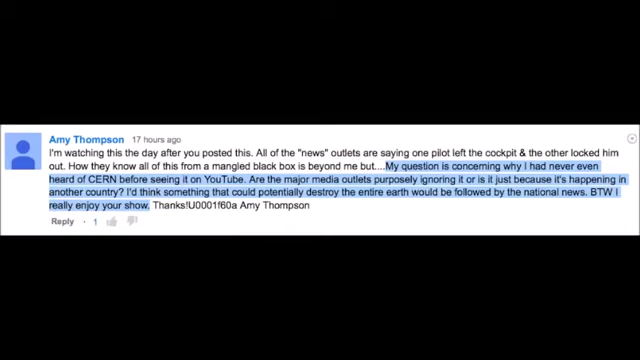 Amy Thompson 17 hours ago
I'm watching this the day after you posted this. All of the "news" outlets are saying one pilot left the cockpit & the other locked him
out. How they know all of this from a mangled black box is beyond me but....My question is concerning why I had never even
heard of CERN before seeing it on YouTube. Are the major media outlets purposely ignoring it or is it just because it's happening in
another country? I'd think something that could potentially destroy the entire earth would be followed by the national news. BTW I
really enjoy your show. Thanks!U0001f60a Amy Thompson
Reply · 1